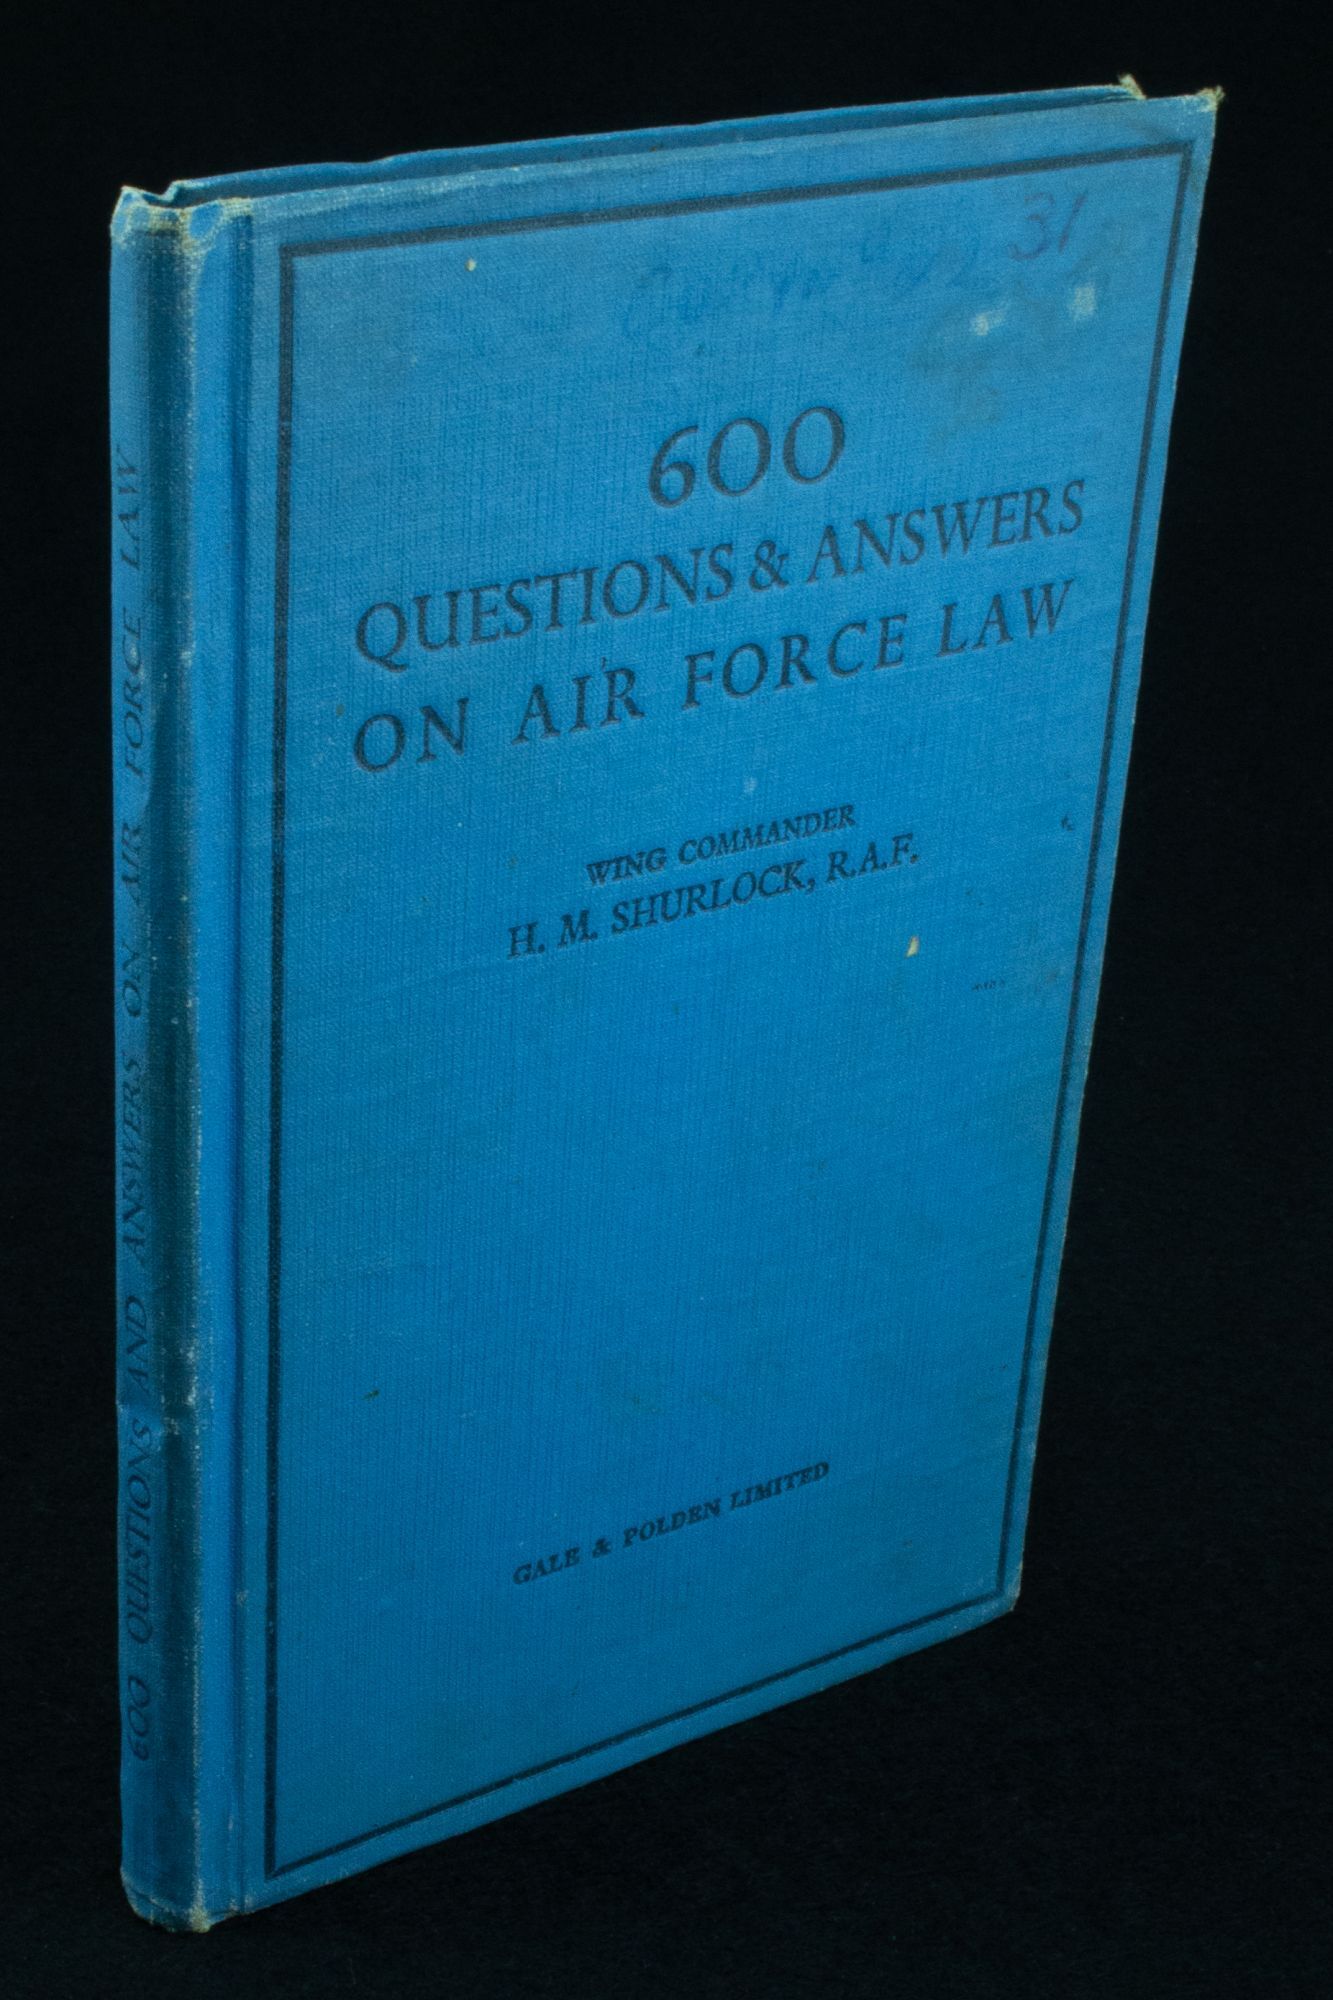 31
600
QUESTIONS & ANSWERS
ON AIR FORCE LAW
WING COMMANDER
H. M. SHURLOCK, R.A.F.
GALE & POLDEN LIMITED
600 QUESTIONS AND ANSWERS ON AIR FORCE LAW